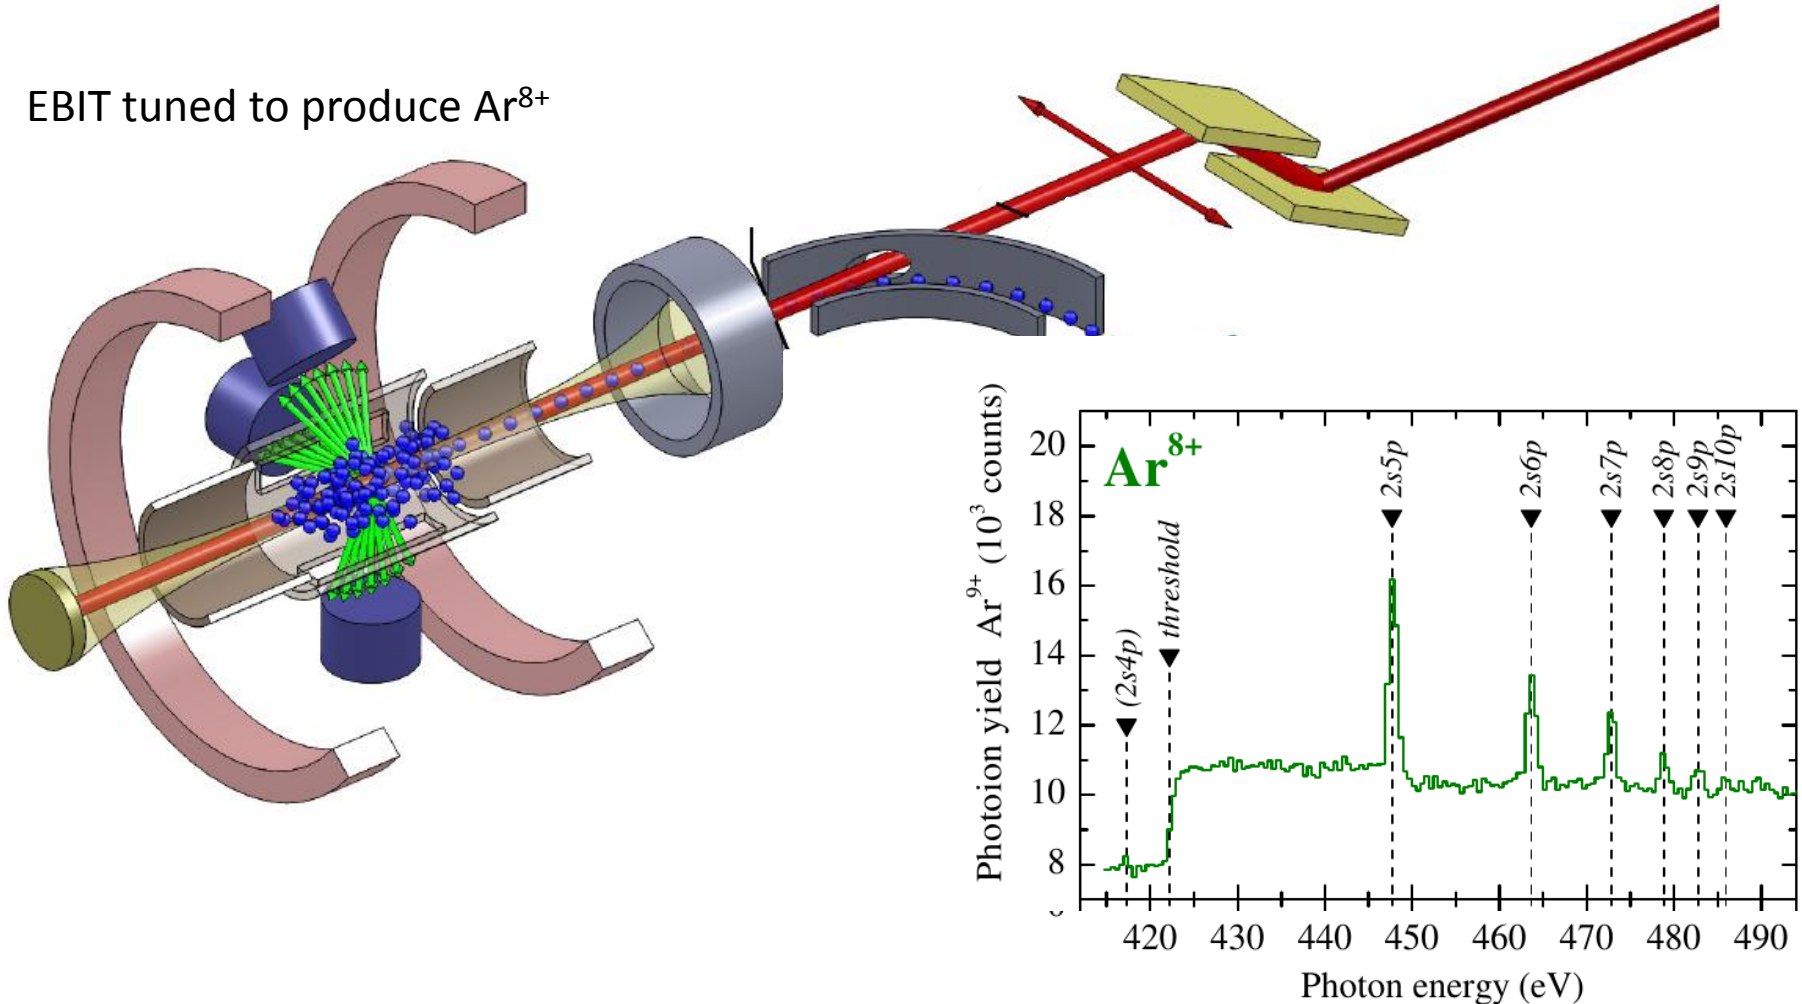 EBIT tuned to produce Ar⁸⁺
Ar⁸⁺
Photoion yield Ar⁹⁺ (10³ counts)
20
18
16
14
12
10
8
(2s4p)
threshold
2s5p
2s6p
2s7p
2s8p
2s9p
2s10p
420 430 440 450 460 470 480 490
Photon energy (eV)